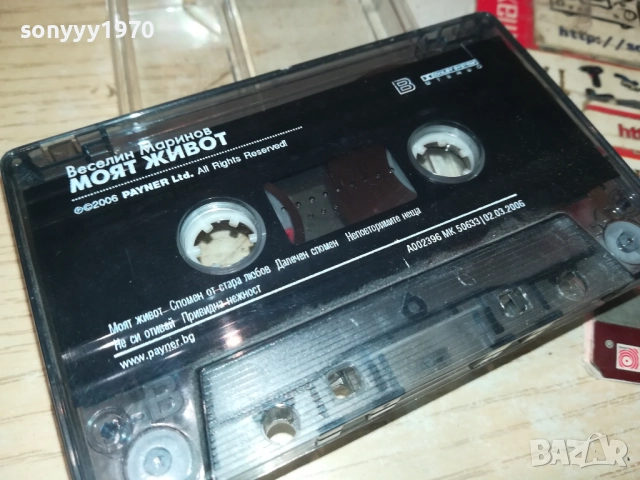 sonyyy1970
Веселин Маринов
МОЯТ ЖИВОТ
℗©2006 PAYNER Ltd. All Rights Reserved!
B
STEREO
Моят живот Спомен от стара любов Далечен спомен Неповторимите неща
Не си отивай Привидна нежност
www.payner.bg
A002396 MK 50633/02.03.2006
BAZAR